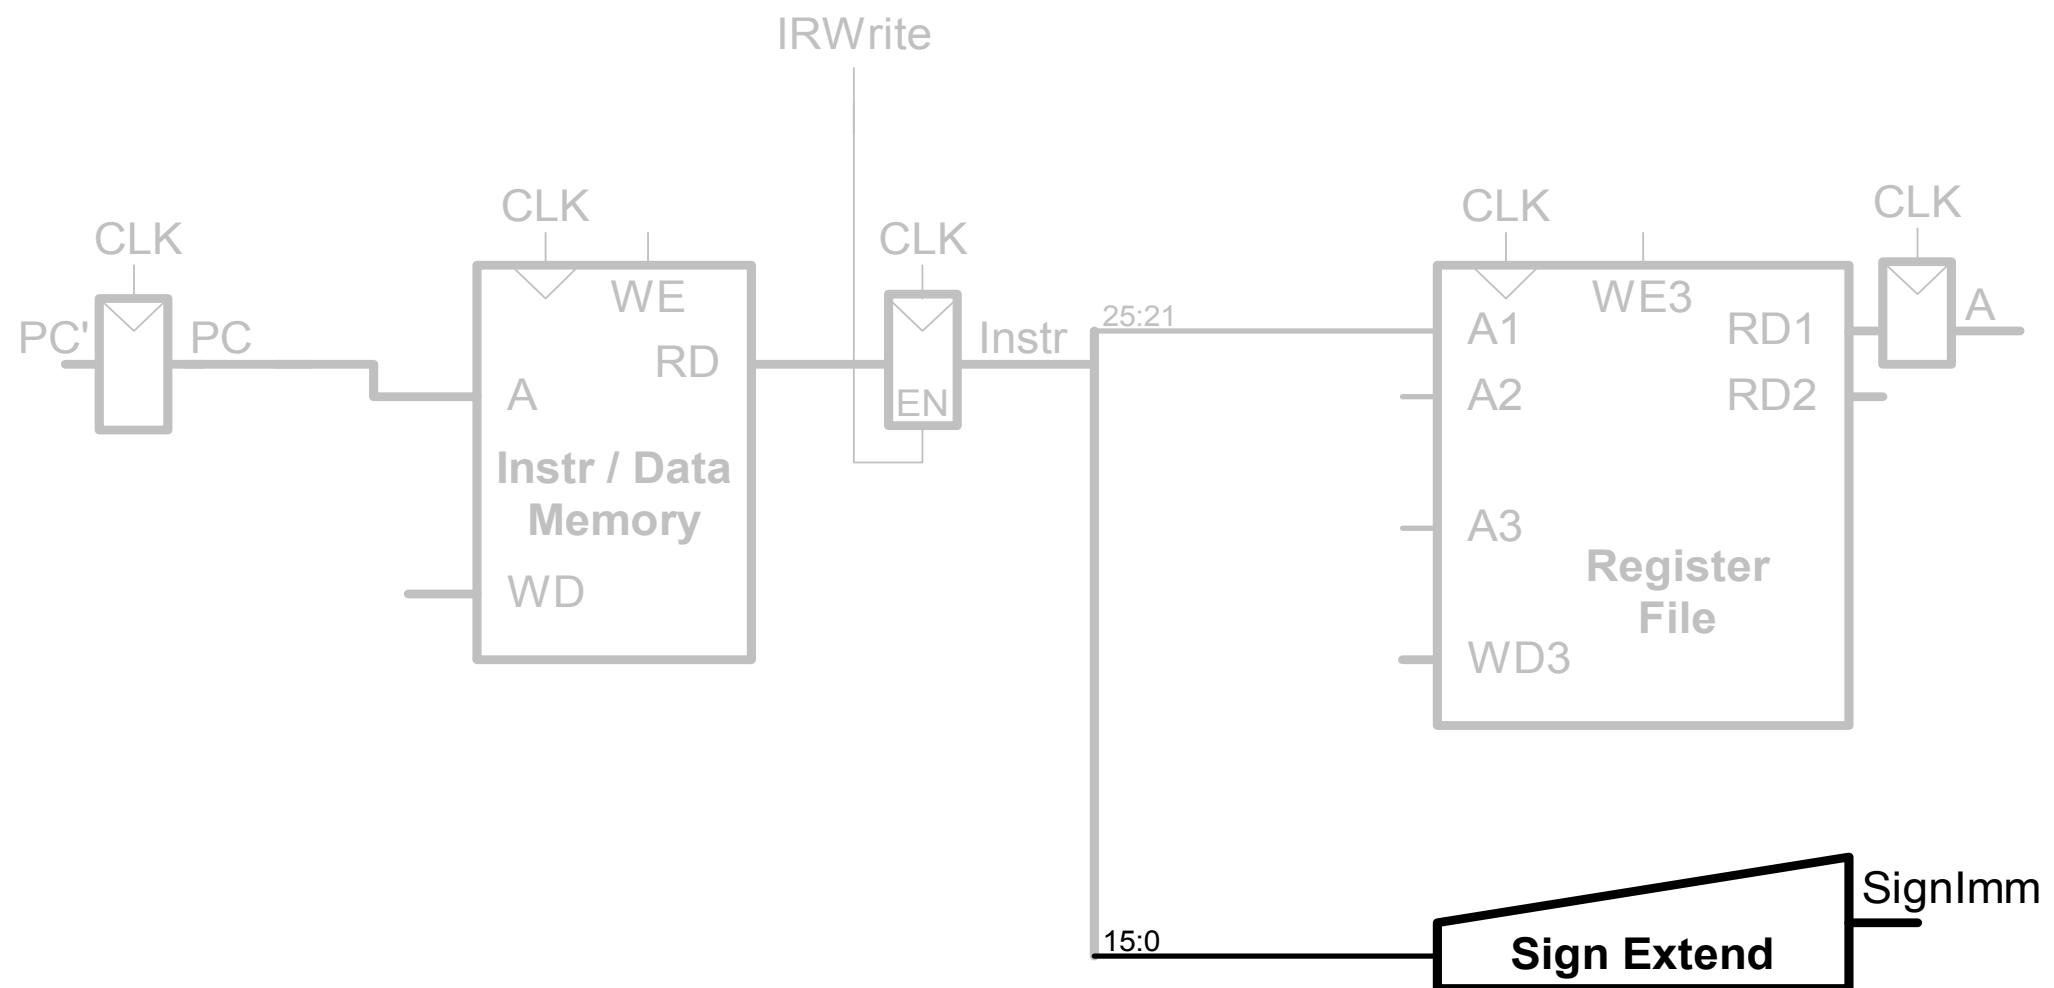 IRWrite
CLK
CLK
CLK
CLK
CLK
PC'
PC
WE
RD
A
EN
Instr / Data
Memory
WD
Instr
25:21
A1
A2
A3
WD3
WE3
RD1
RD2
Register
File
A
15:0
Sign Extend
SignImm